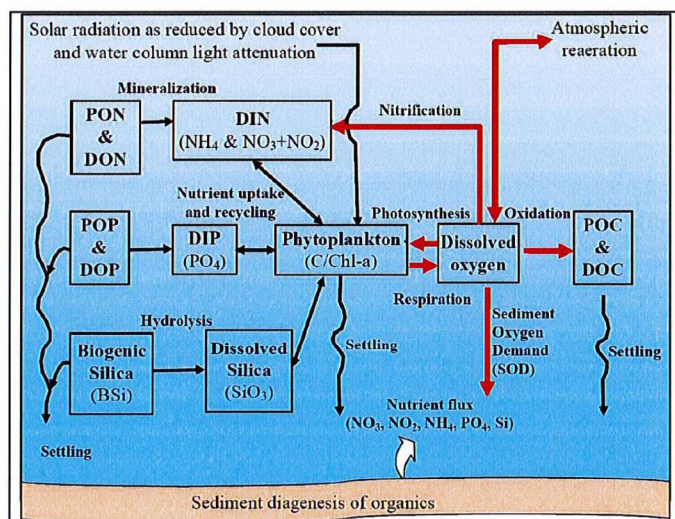 Solar radiation as reduced by cloud cover
and water column light attenuation
Atmospheric
reaeration
Mineralization
PON
&
DON
DIN
(NH₄ & NO₃+NO₂)
Nitrification
Nutrient uptake
and recycling
POP
&
DOP
DIP
(PO₄)
Phytoplankton
(C/Chl-a)
Photosynthesis
Respiration
Dissolved
oxygen
Oxidation
POC
&
DOC
Hydrolysis
Biogenic
Silica
(BSi)
Dissolved
Silica
(SiO₃)
Settling
Sediment
Oxygen
Demand
(SOD)
Settling
Settling
Nutrient flux
(NO₃, NO₂, NH₄, PO₄, Si)
Sediment diagenesis of organics